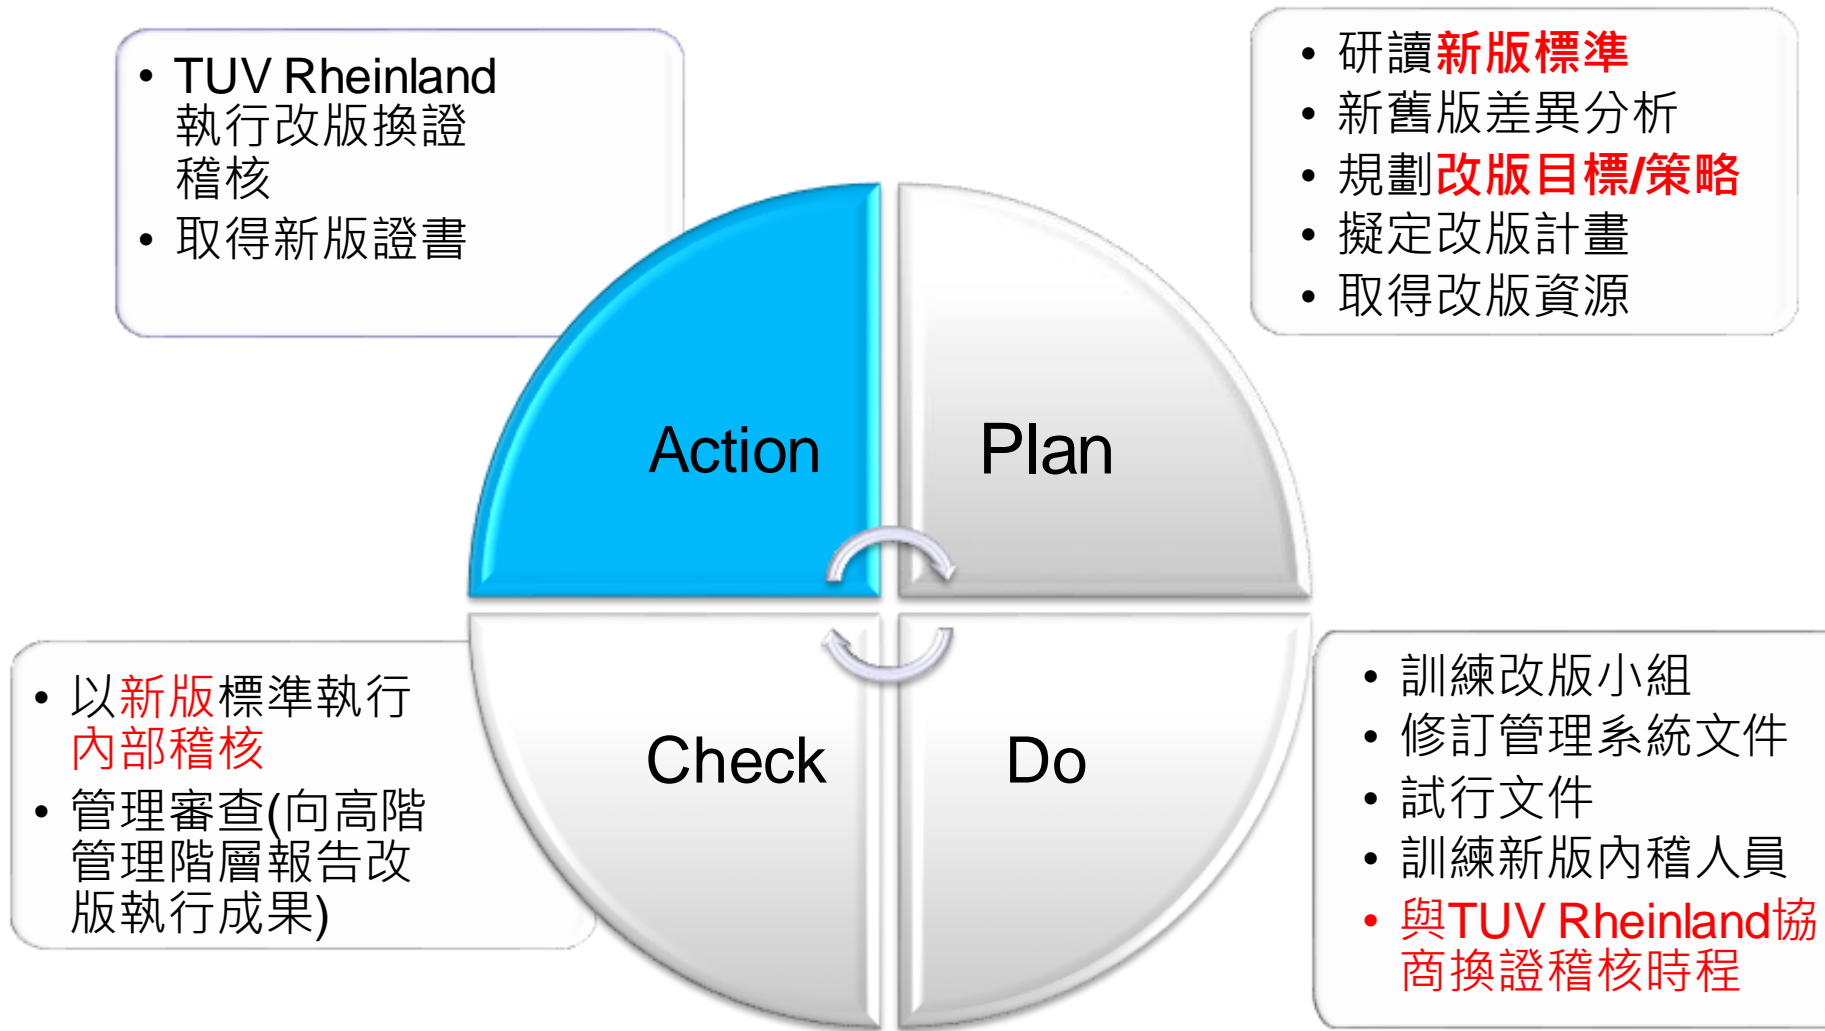 • TUV Rheinland
執行改版換證
稽核
• 取得新版證書
• 研讀新版標準
• 新舊版差異分析
• 規劃改版目標/策略
• 擬定改版計畫
• 取得改版資源
Action
Plan
• 以新版標準執行
內部稽核
• 管理審查(向高階
管理階層報告改
版執行成果)
Check
Do
• 訓練改版小組
• 修訂管理系統文件
• 試行文件
• 訓練新版內稽人員
• 與TUV Rheinland協
商換證稽核時程